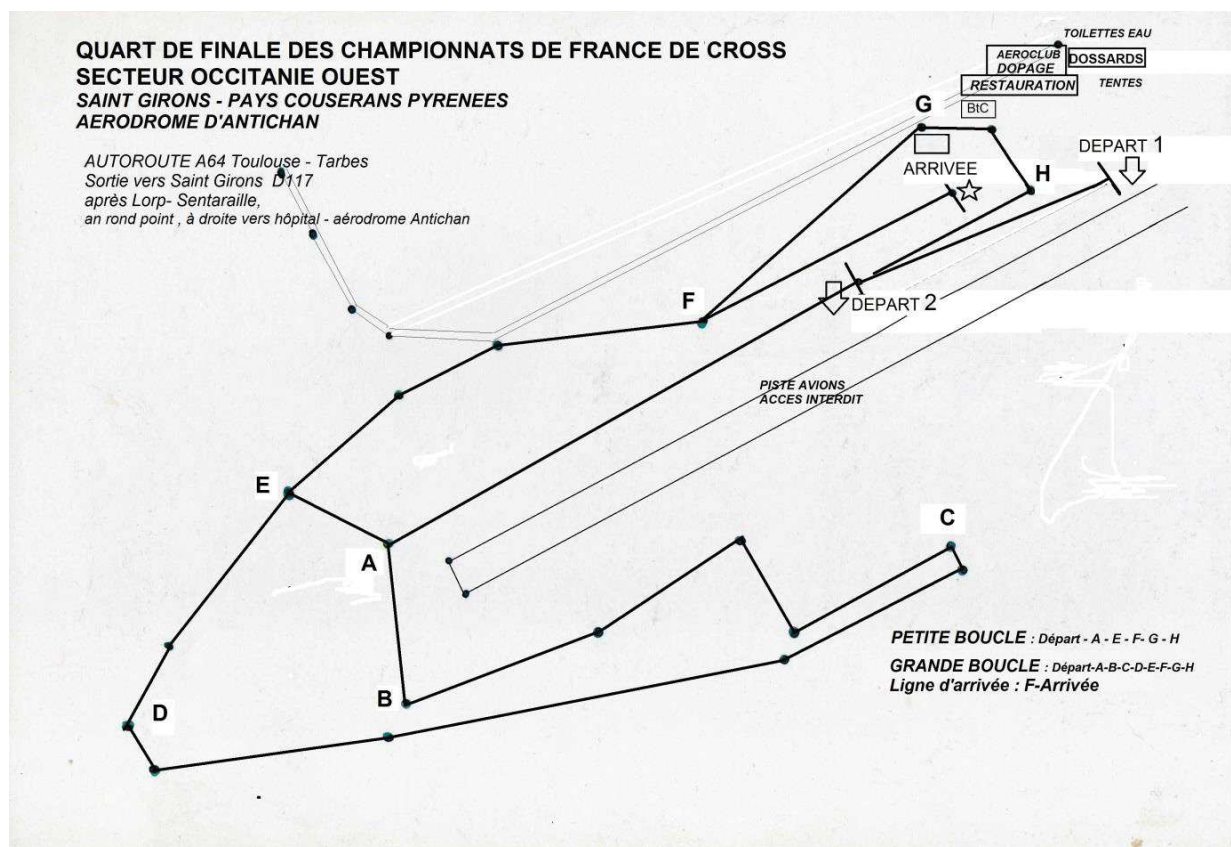 QUART DE FINALE DES CHAMPIONNATS DE FRANCE DE CROSS
SECTEUR OCCITANIE OUEST
SAINT GIRONS - PAYS COUSERANS PYRENEES
AERODROME D'ANTICHAN
AUTOROUTE A64 Toulouse - Tarbes
Sortie vers Saint Girons D117
après Lorp- Sentaraille,
an rond point , à droite vers hôpital - aérodrome Antichan
TOILETTES EAU
AEROCLUB
DOPAGE
DOSSARDS
RESTAURATION
TENTES
BtC
G
DEPART 1
ARRIVEE
H
F
DEPART 2
PISTE AVIONS
ACCES INTERDIT
E
A
C
B
D
PETITE BOUCLE : Départ - A - E - F- G - H
GRANDE BOUCLE : Départ-A-B-C-D-E-F-G-H
Ligne d'arrivée : F-Arrivée